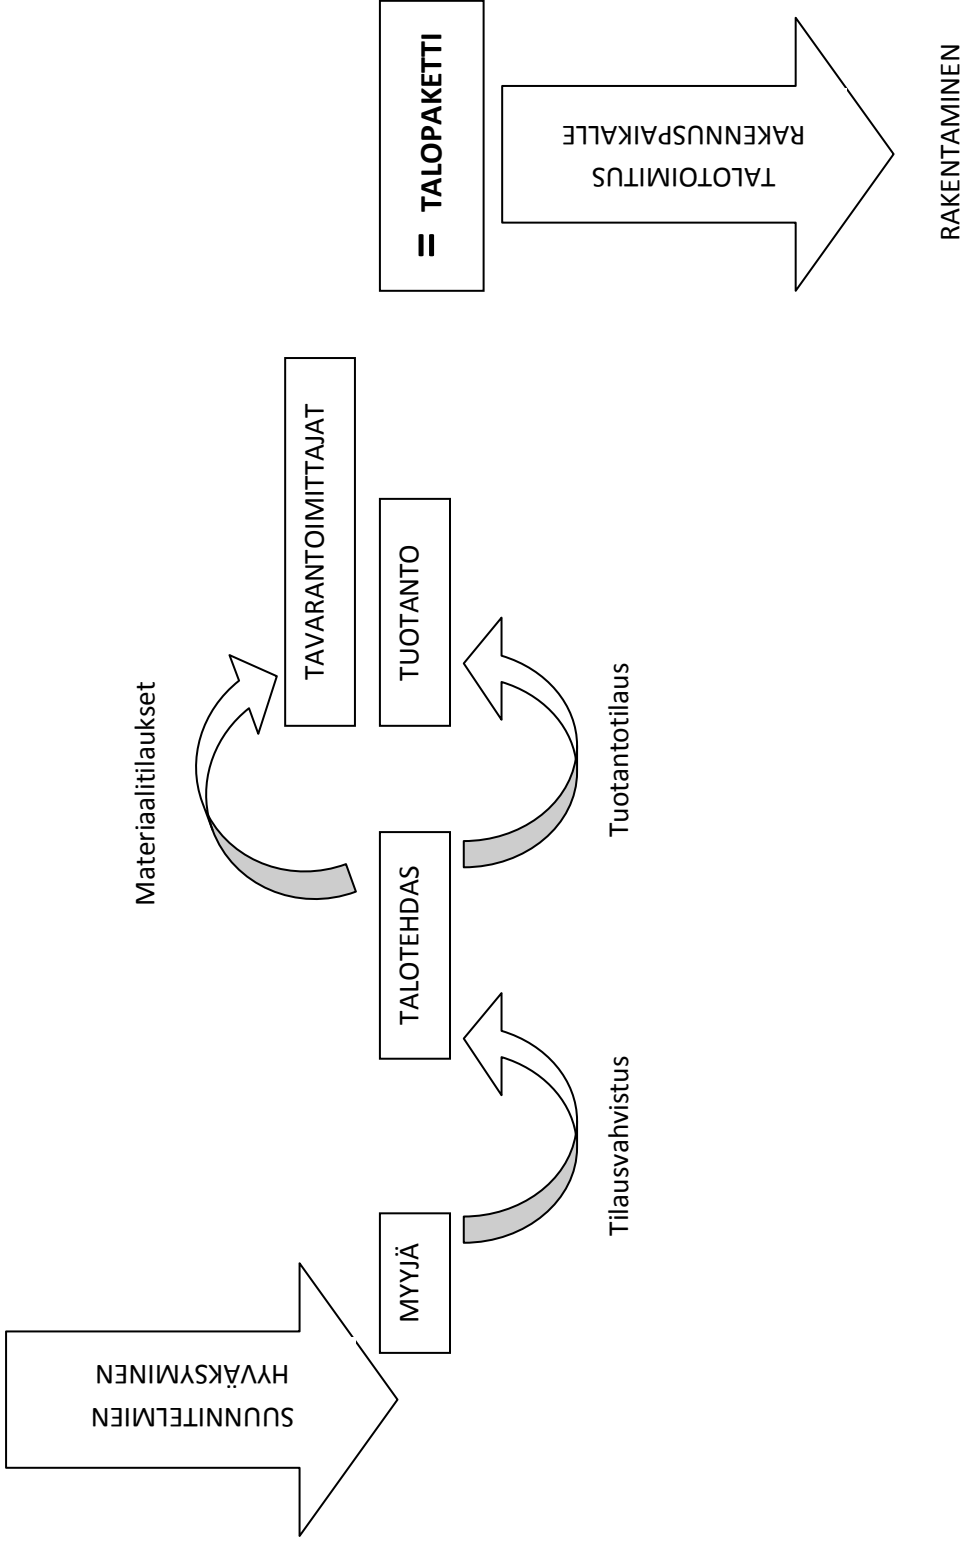 SUUNNITELMIEN
HYVÄKSYMINEN
MYYJÄ
Tilausvahvistus
TALOTEHDAS
Materiaalitilaukset
Tuotantotilaus
TAVARANTOIMITTAJAT
TUOTANTO
= TALOPAKETTI
TALOTOIMITUS
RAKENNUSPAIKALLE
RAKENTAMINEN